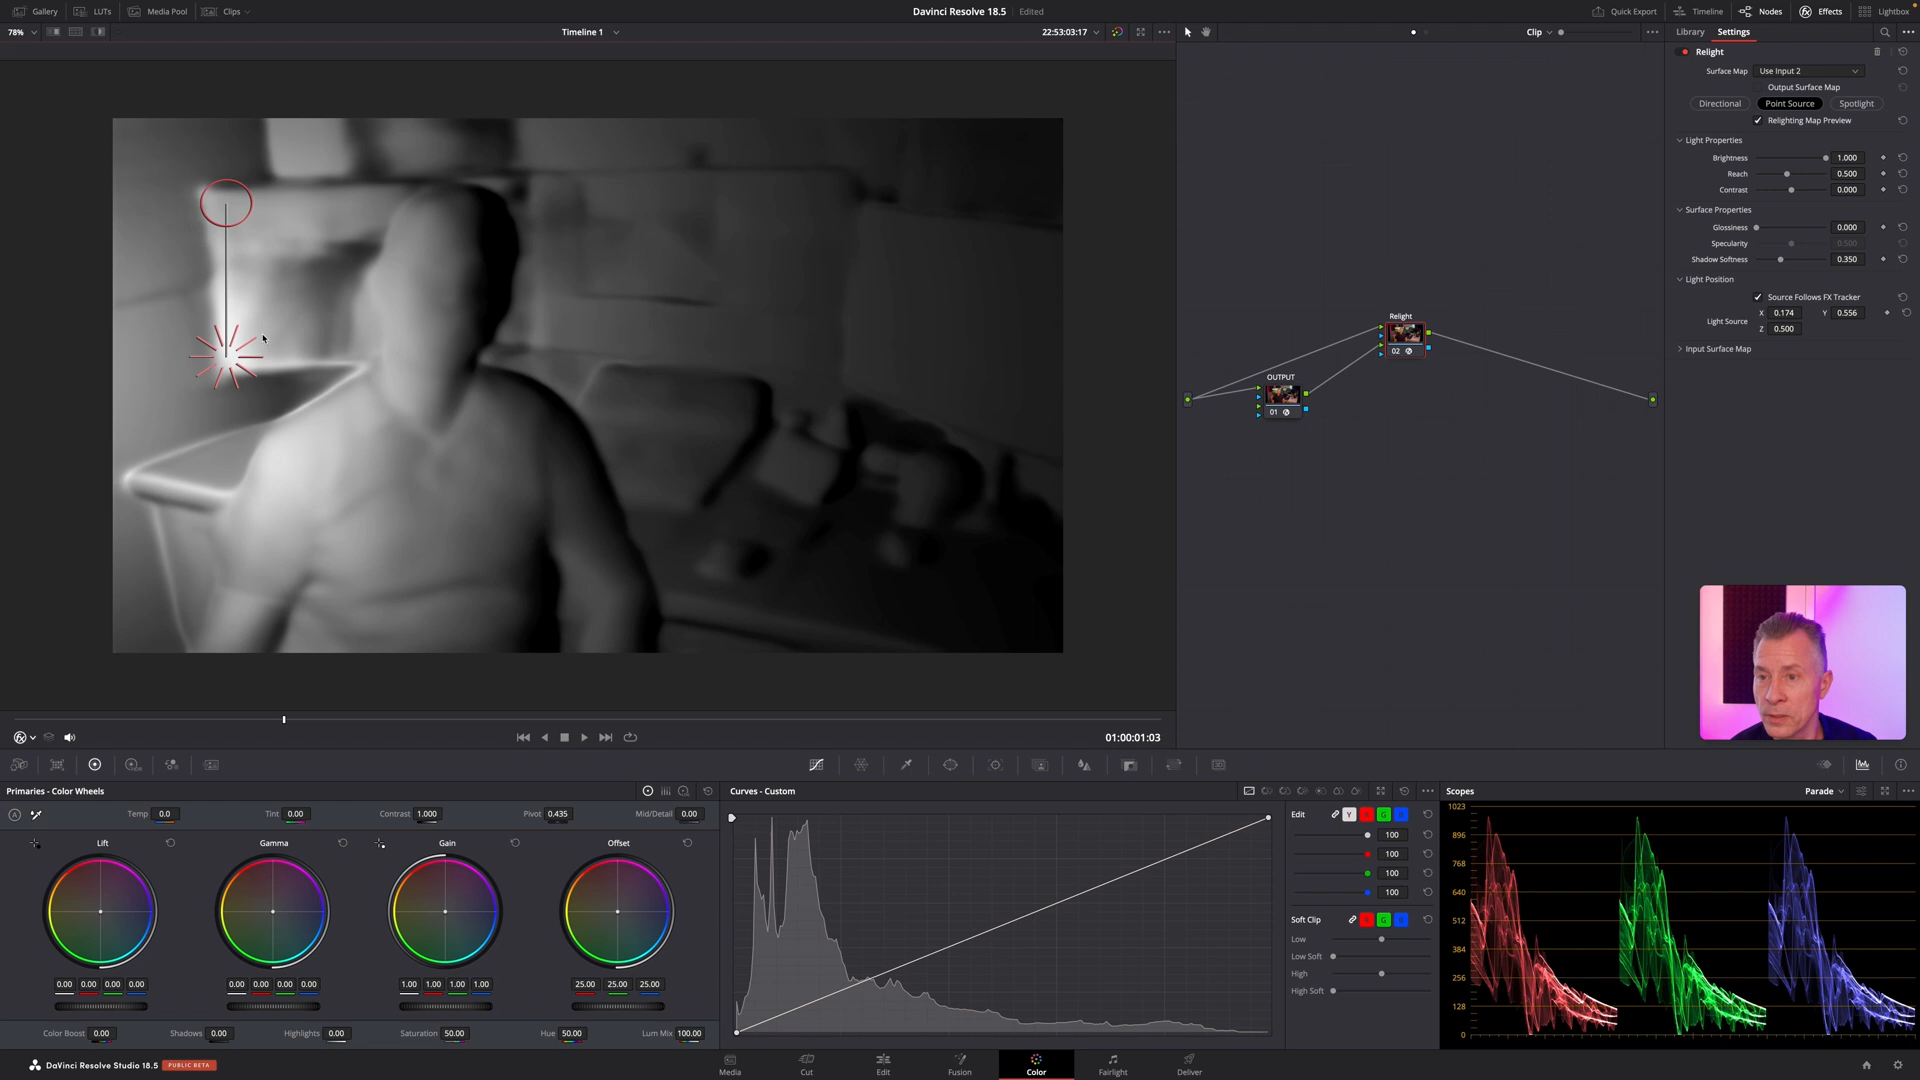 Gallery LUTs Media Pool Clips Davinci Resolve 18.5 Edited Quick Export Timeline Nodes Effects Lightbox
78% Timeline 1 22:53:03:17 Clip Library Settings
Relight
Surface Map Use Input 2
Output Surface Map
Directional Point Source Spotlight
Relighting Map Preview
Light Properties
Brightness 1.000
Reach 0.500
Contrast 0.000
Surface Properties
Glossiness 0.000
Specularity 0.500
Shadow Softness 0.350
Light Position
Source Follows FX Tracker
Light Source X 0.174 Y 0.556
Z 0.500
Input Surface Map
Relight
02
OUTPUT
01
01:00:01:03
Primaries - Color Wheels
Temp 0.0 Tint 0.00 Contrast 1.000 Pivot 0.435 Mid/Detail 0.00
Lift Gamma Gain Offset
0.00 0.00 0.00 0.00 0.00 0.00 0.00 0.00 1.00 1.00 1.00 1.00 25.00 25.00 25.00
Color Boost 0.00 Shadows 0.00 Highlights 0.00 Saturation 50.00 Hue 50.00 Lum Mix 100.00
Curves - Custom
Edit Y R G B
100
100
100
100
Soft Clip R G B
Low
Low Soft
High
High Soft
Scopes Parade
1023
896
768
640
512
384
256
128
0
DaVinci Resolve Studio 18.5 PUBLIC BETA
Media Cut Edit Fusion Color Fairlight Deliver